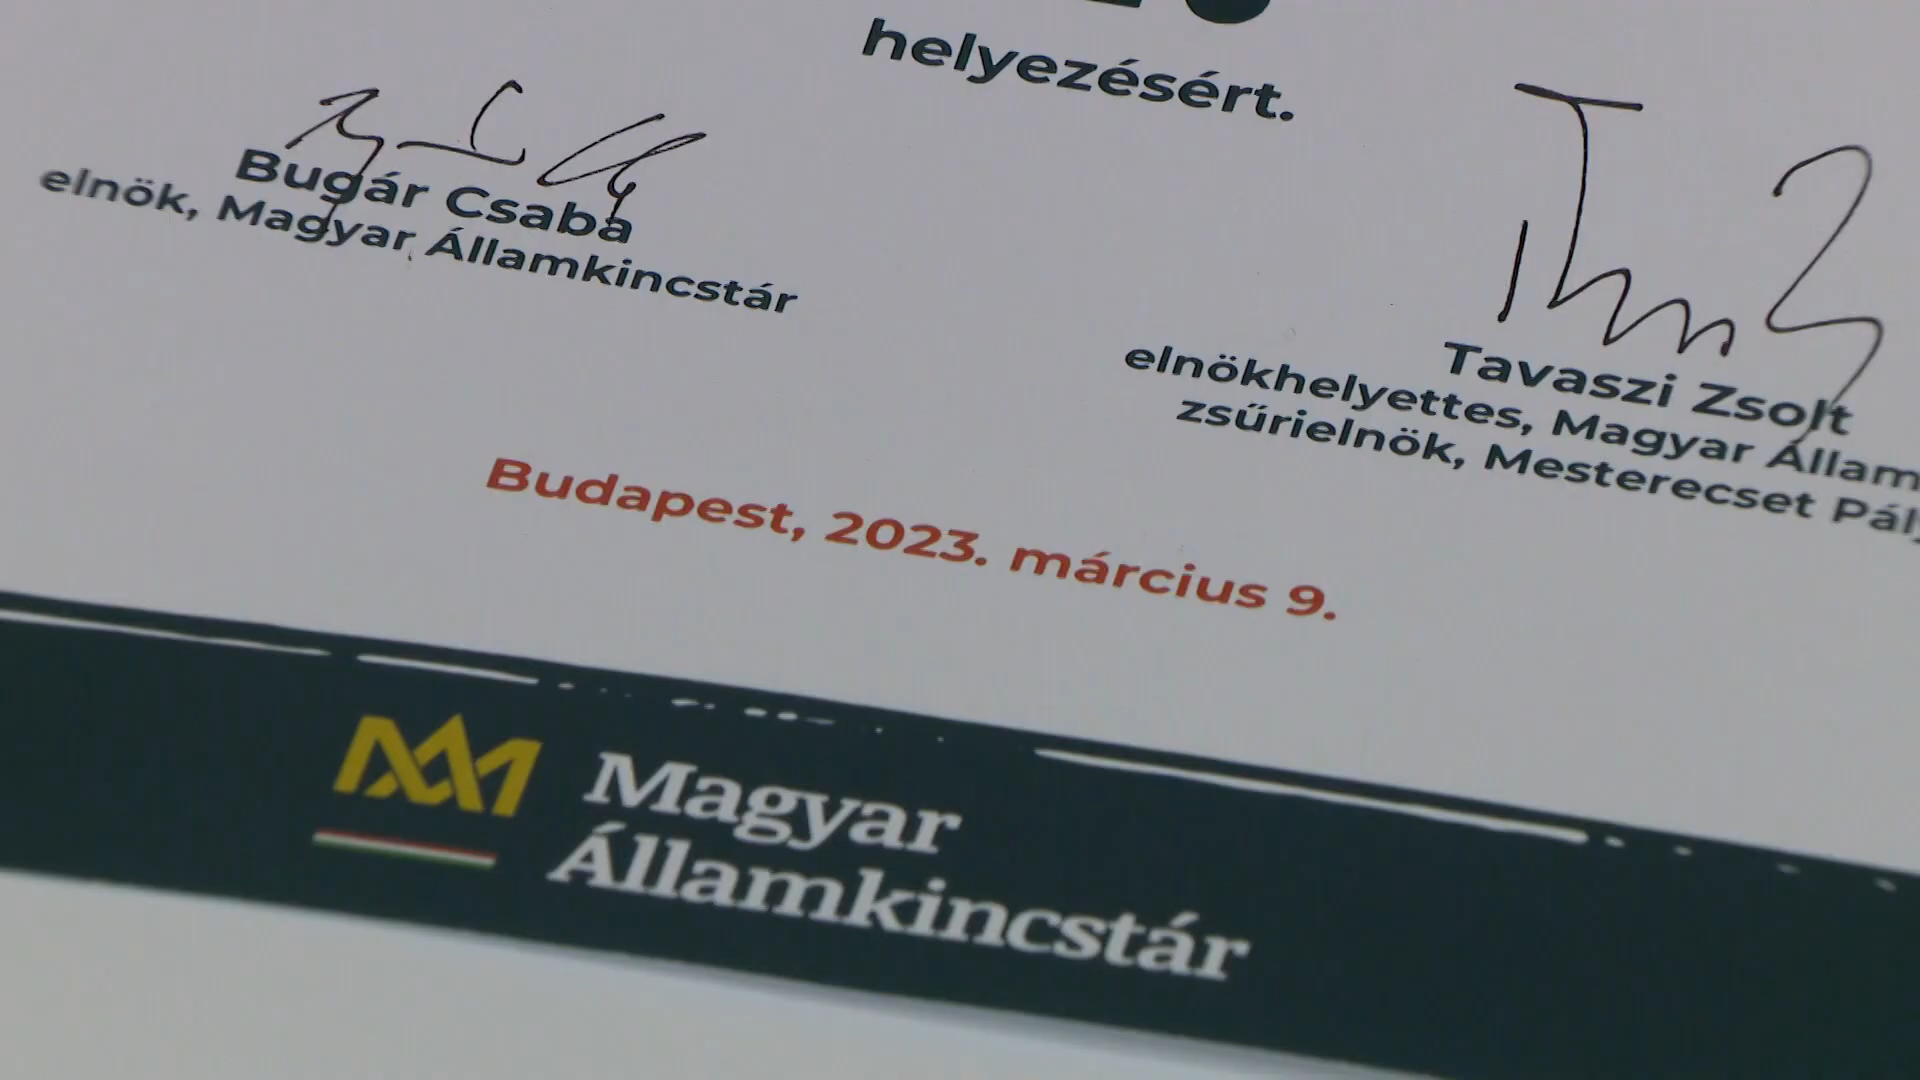 helyezésért.
Bugár Csaba
elnök, Magyar Államkincstár
Tavaszi Zsolt
elnökhelyettes, Magyar Állam
zsűrielnök, Mesterecset Pály
Budapest, 2023. március 9.
Magyar
Államkincstár